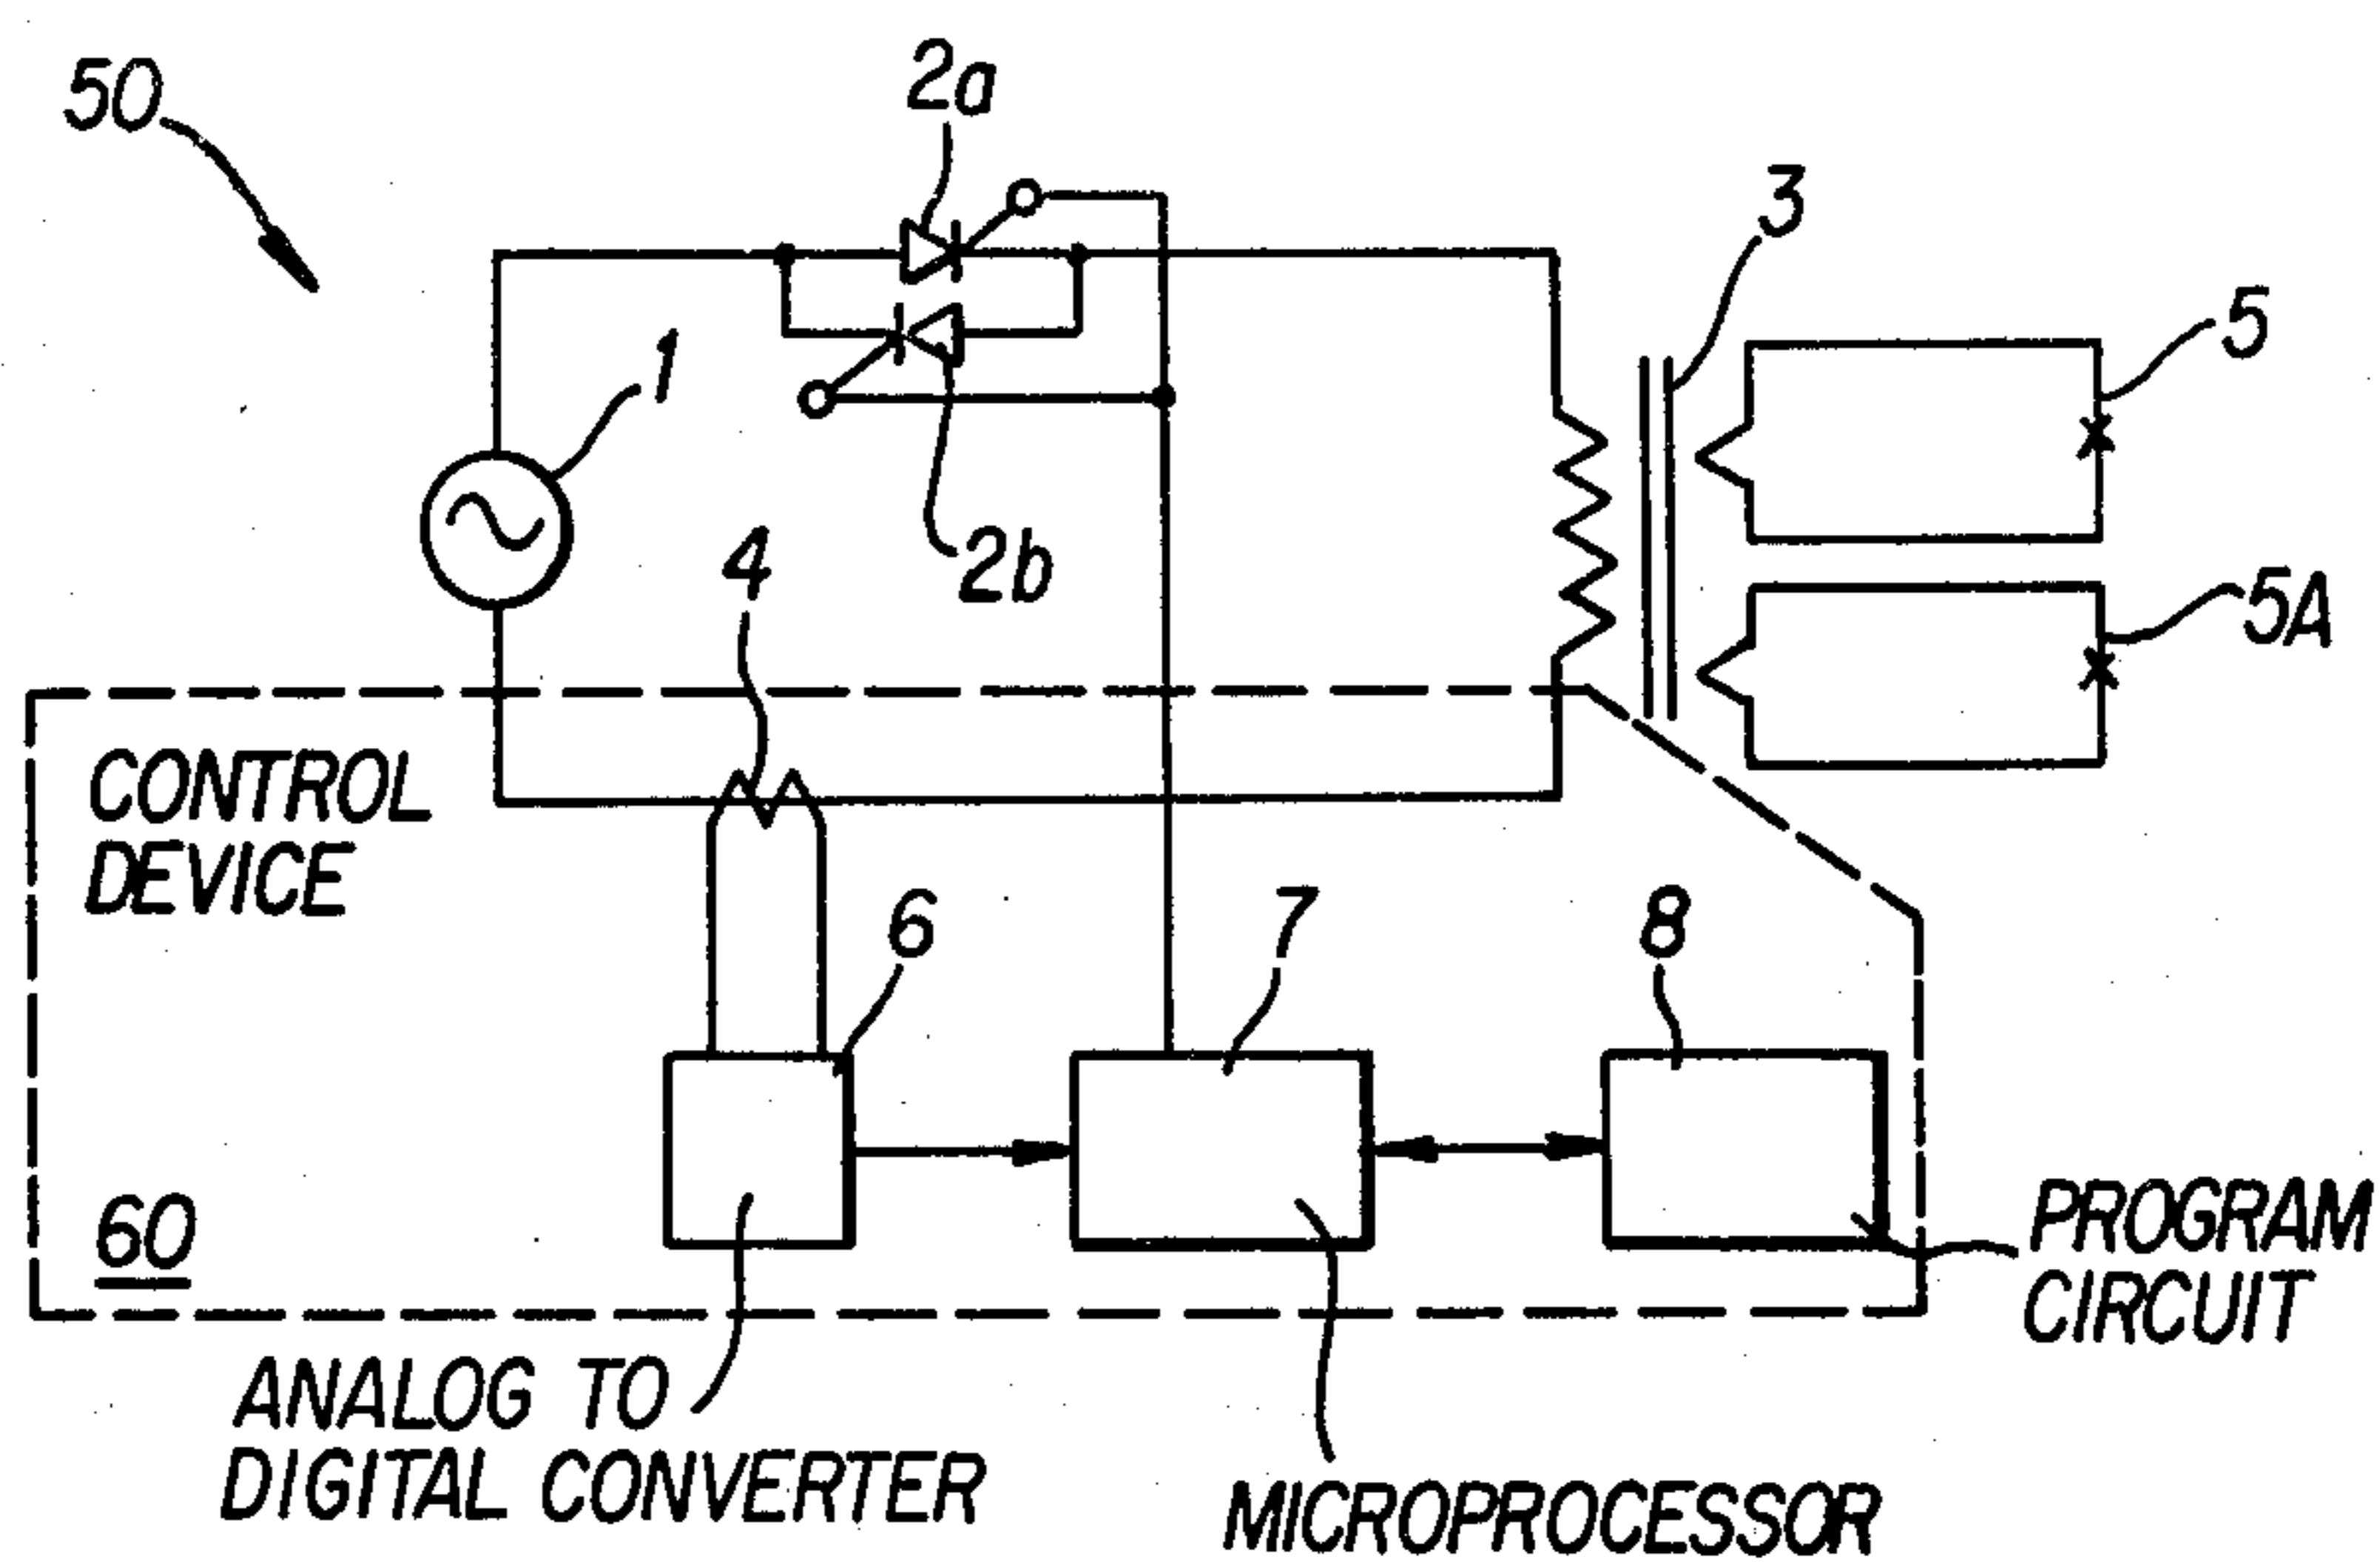 50
2a
3
1
5
4
2b
5A
CONTROL
DEVICE
6
7
8
60
PROGRAM
CIRCUIT
ANALOG TO
DIGITAL CONVERTER
MICROPROCESSOR